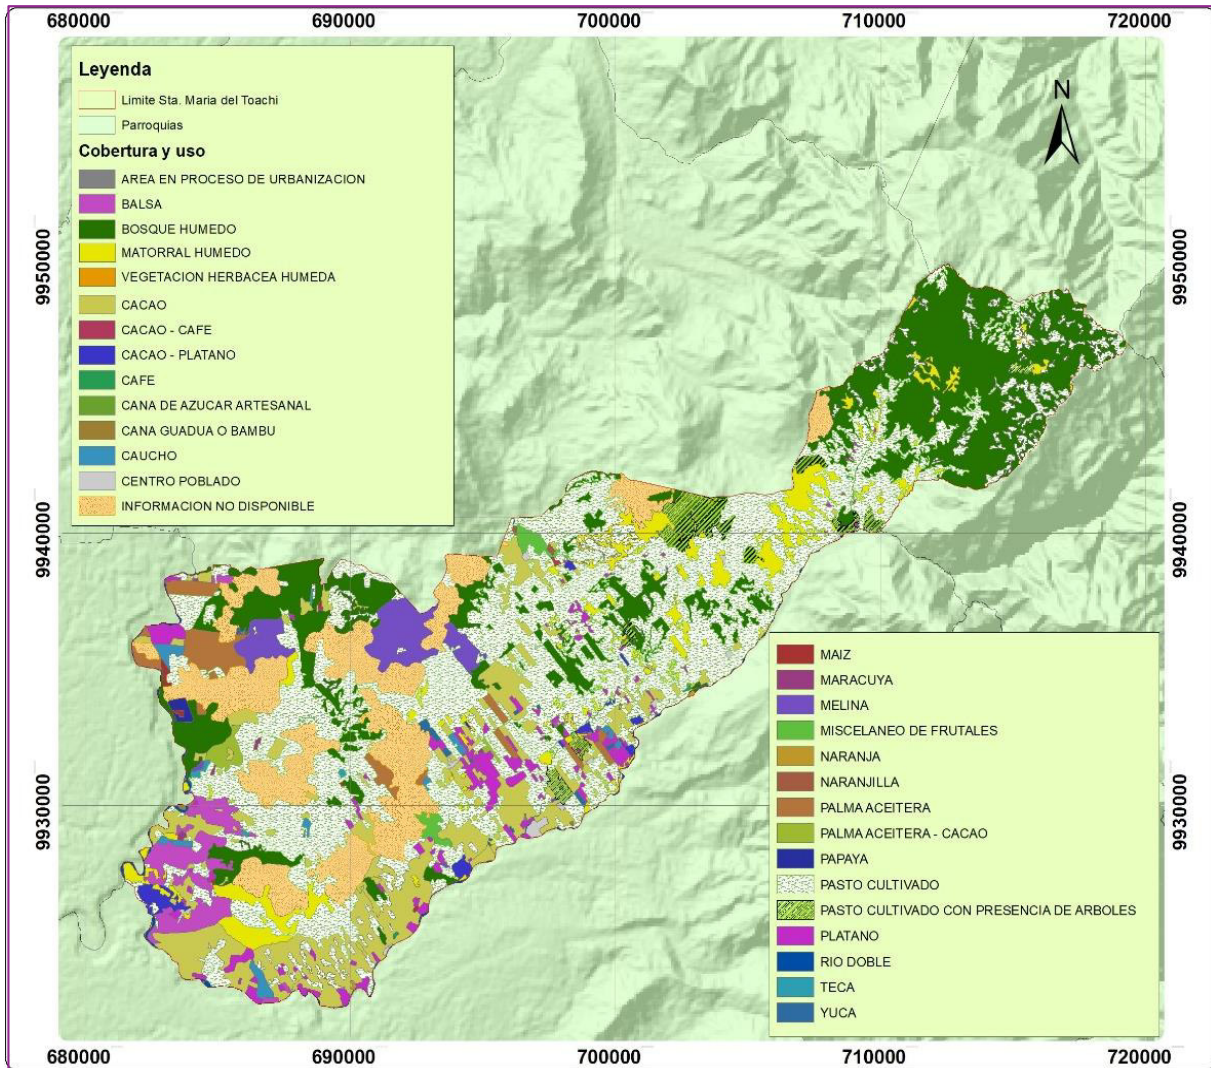 680000 690000 700000 710000 720000
Leyenda
Limite Sta. Maria del Toachi
Parroquias
Cobertura y uso
AREA EN PROCESO DE URBANIZACION
BALSA
BOSQUE HUMEDO
MATORRAL HUMEDO
VEGETACION HERBACEA HUMEDA
CACAO
CACAO - CAFE
CACAO - PLATANO
CAFE
CANA DE AZUCAR ARTESANAL
CANA GUADUA O BAMBU
CAUCHO
CENTRO POBLADO
INFORMACION NO DISPONIBLE
N
9950000
9940000
9930000
9950000
9940000
9930000
MAIZ
MARACUYA
MELINA
MISCELANEO DE FRUTALES
NARANJA
NARANJILLA
PALMA ACEITERA
PALMA ACEITERA - CACAO
PAPAYA
PASTO CULTIVADO
PASTO CULTIVADO CON PRESENCIA DE ARBOLES
PLATANO
RIO DOBLE
TECA
YUCA
680000 690000 700000 710000 720000